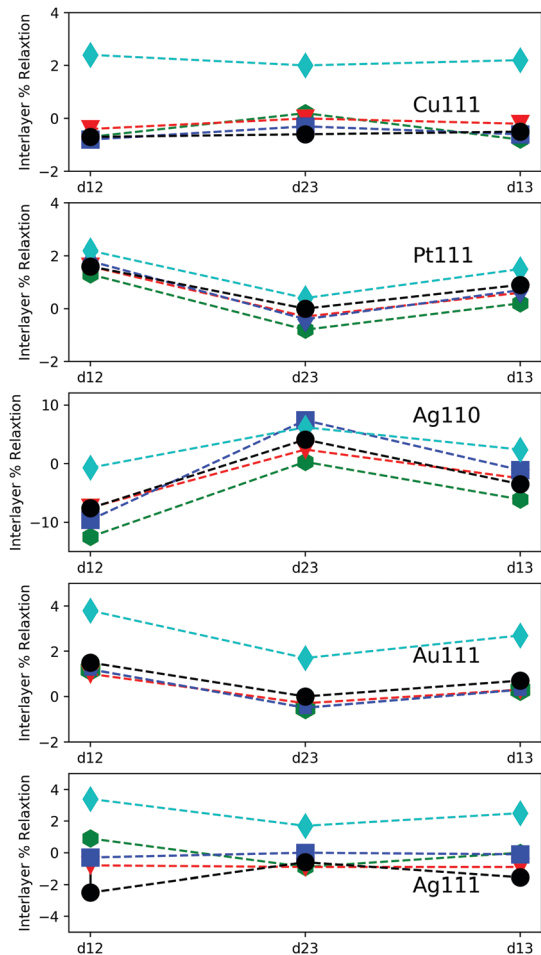 4
2
0
−2
Interlayer % Relaxtion
Cu111
d12
d23
d13
4
2
0
−2
Interlayer % Relaxtion
Pt111
d12
d23
d13
10
0
−10
Interlayer % Relaxtion
Ag110
d12
d23
d13
4
2
0
−2
Interlayer % Relaxtion
Au111
d12
d23
d13
4
2
0
−2
−4
Interlayer % Relaxtion
Ag111
d12
d23
d13